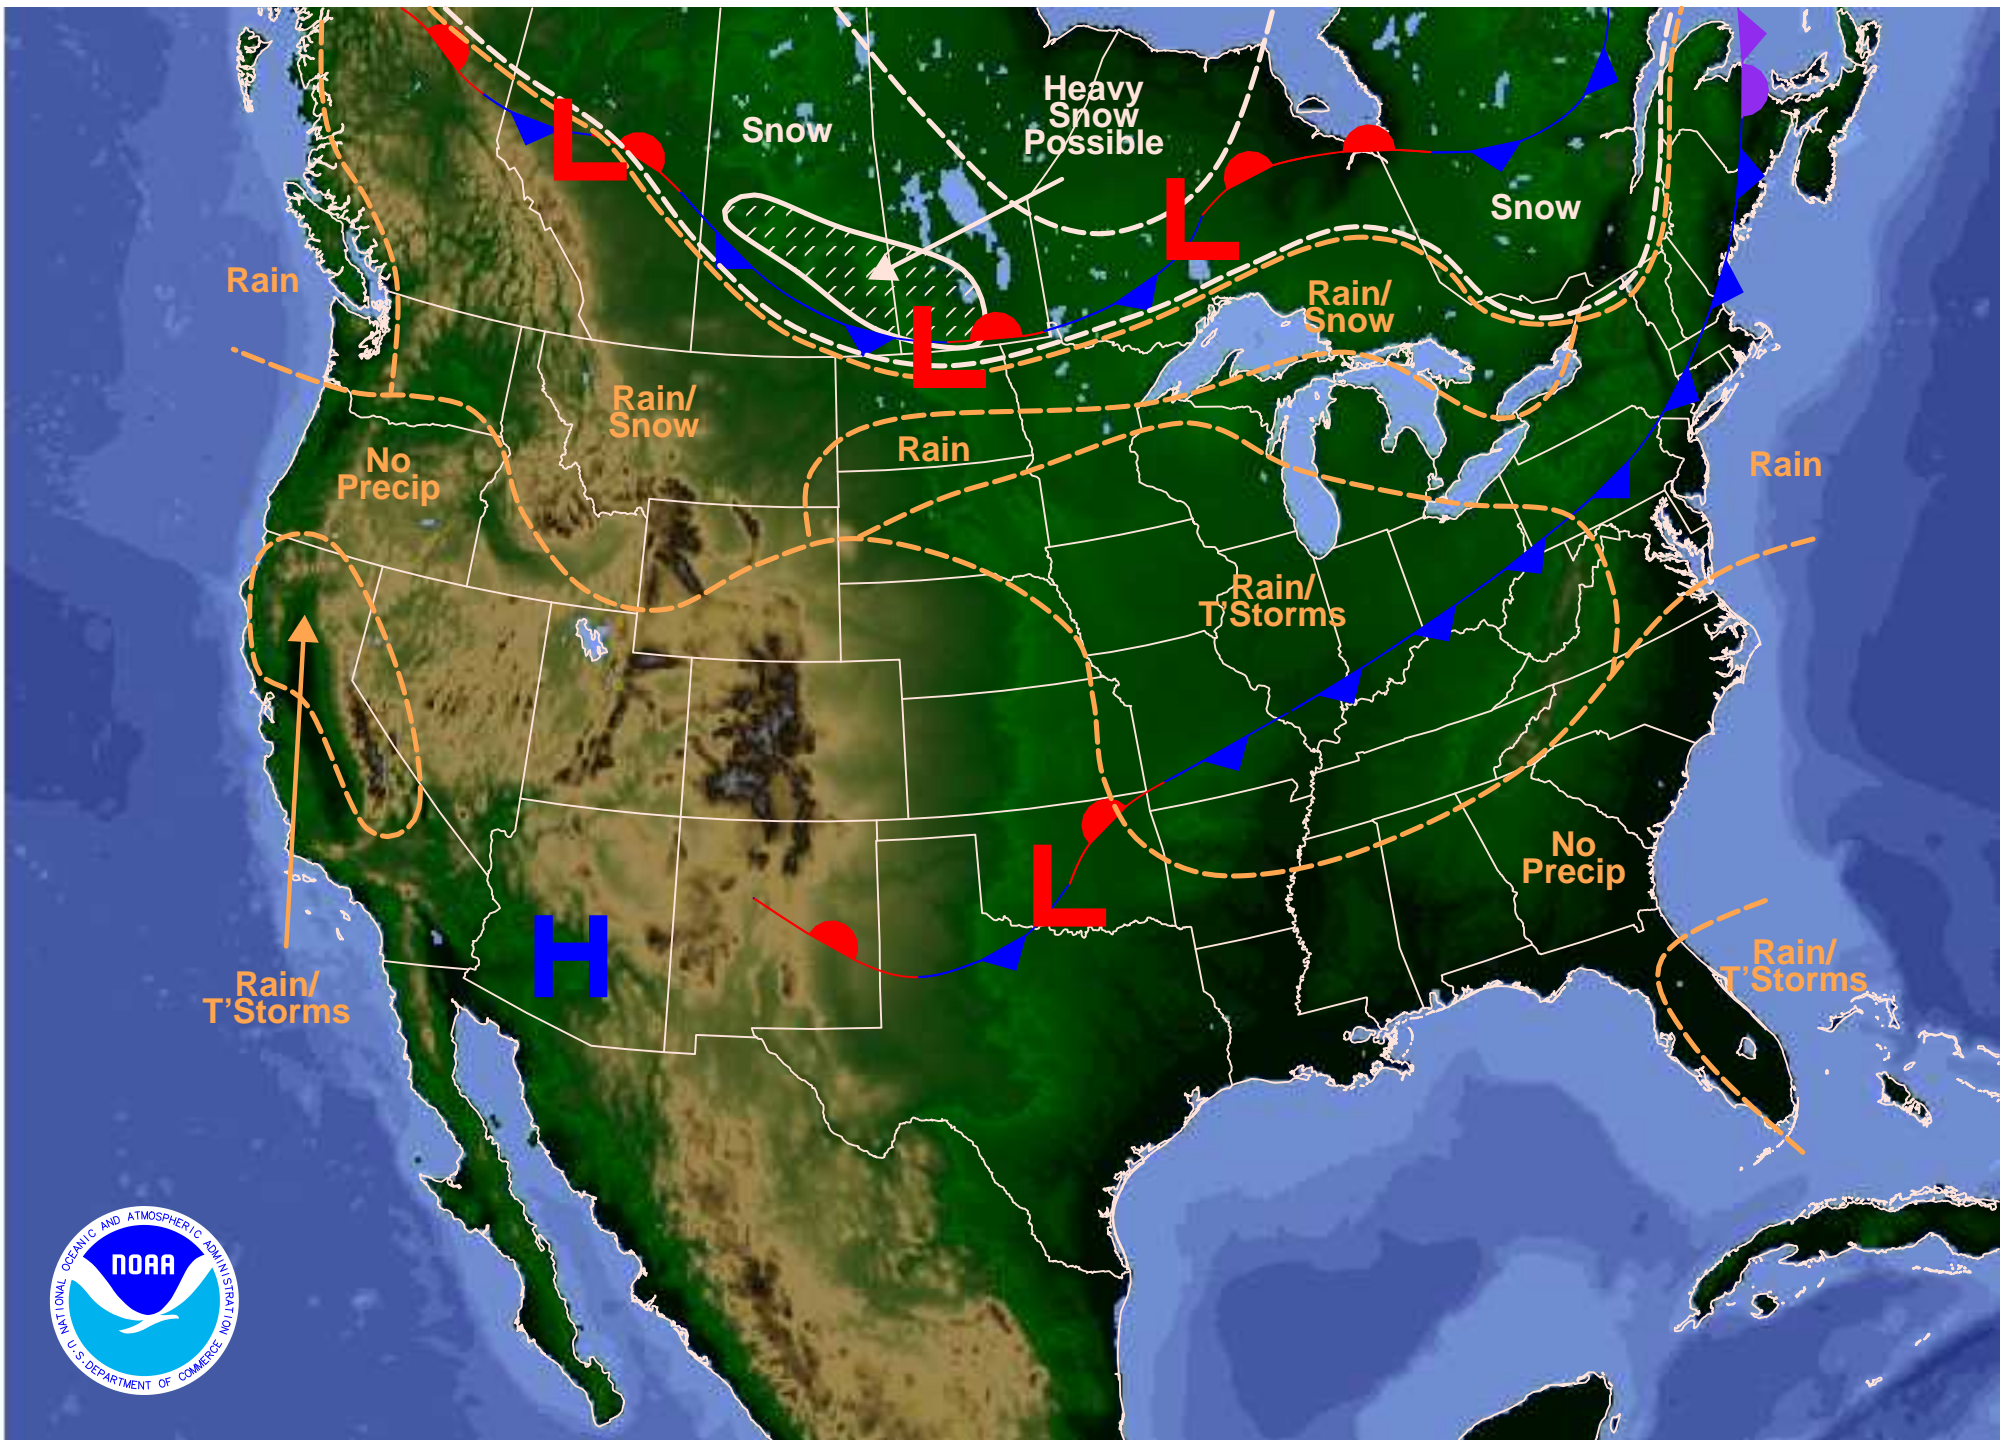 Heavy
Snow
Possible
Snow
L
L
Snow
Rain
Rain/
Snow
L
Rain/
Snow
No
Precip
Rain
Rain
Rain/
T'Storms
L
No
Precip
H
Rain/
T'Storms
Rain/
T'Storms
NATIONAL OCEANIC AND ATMOSPHERIC ADMINISTRATION
NOAA
U.S. DEPARTMENT OF COMMERCE